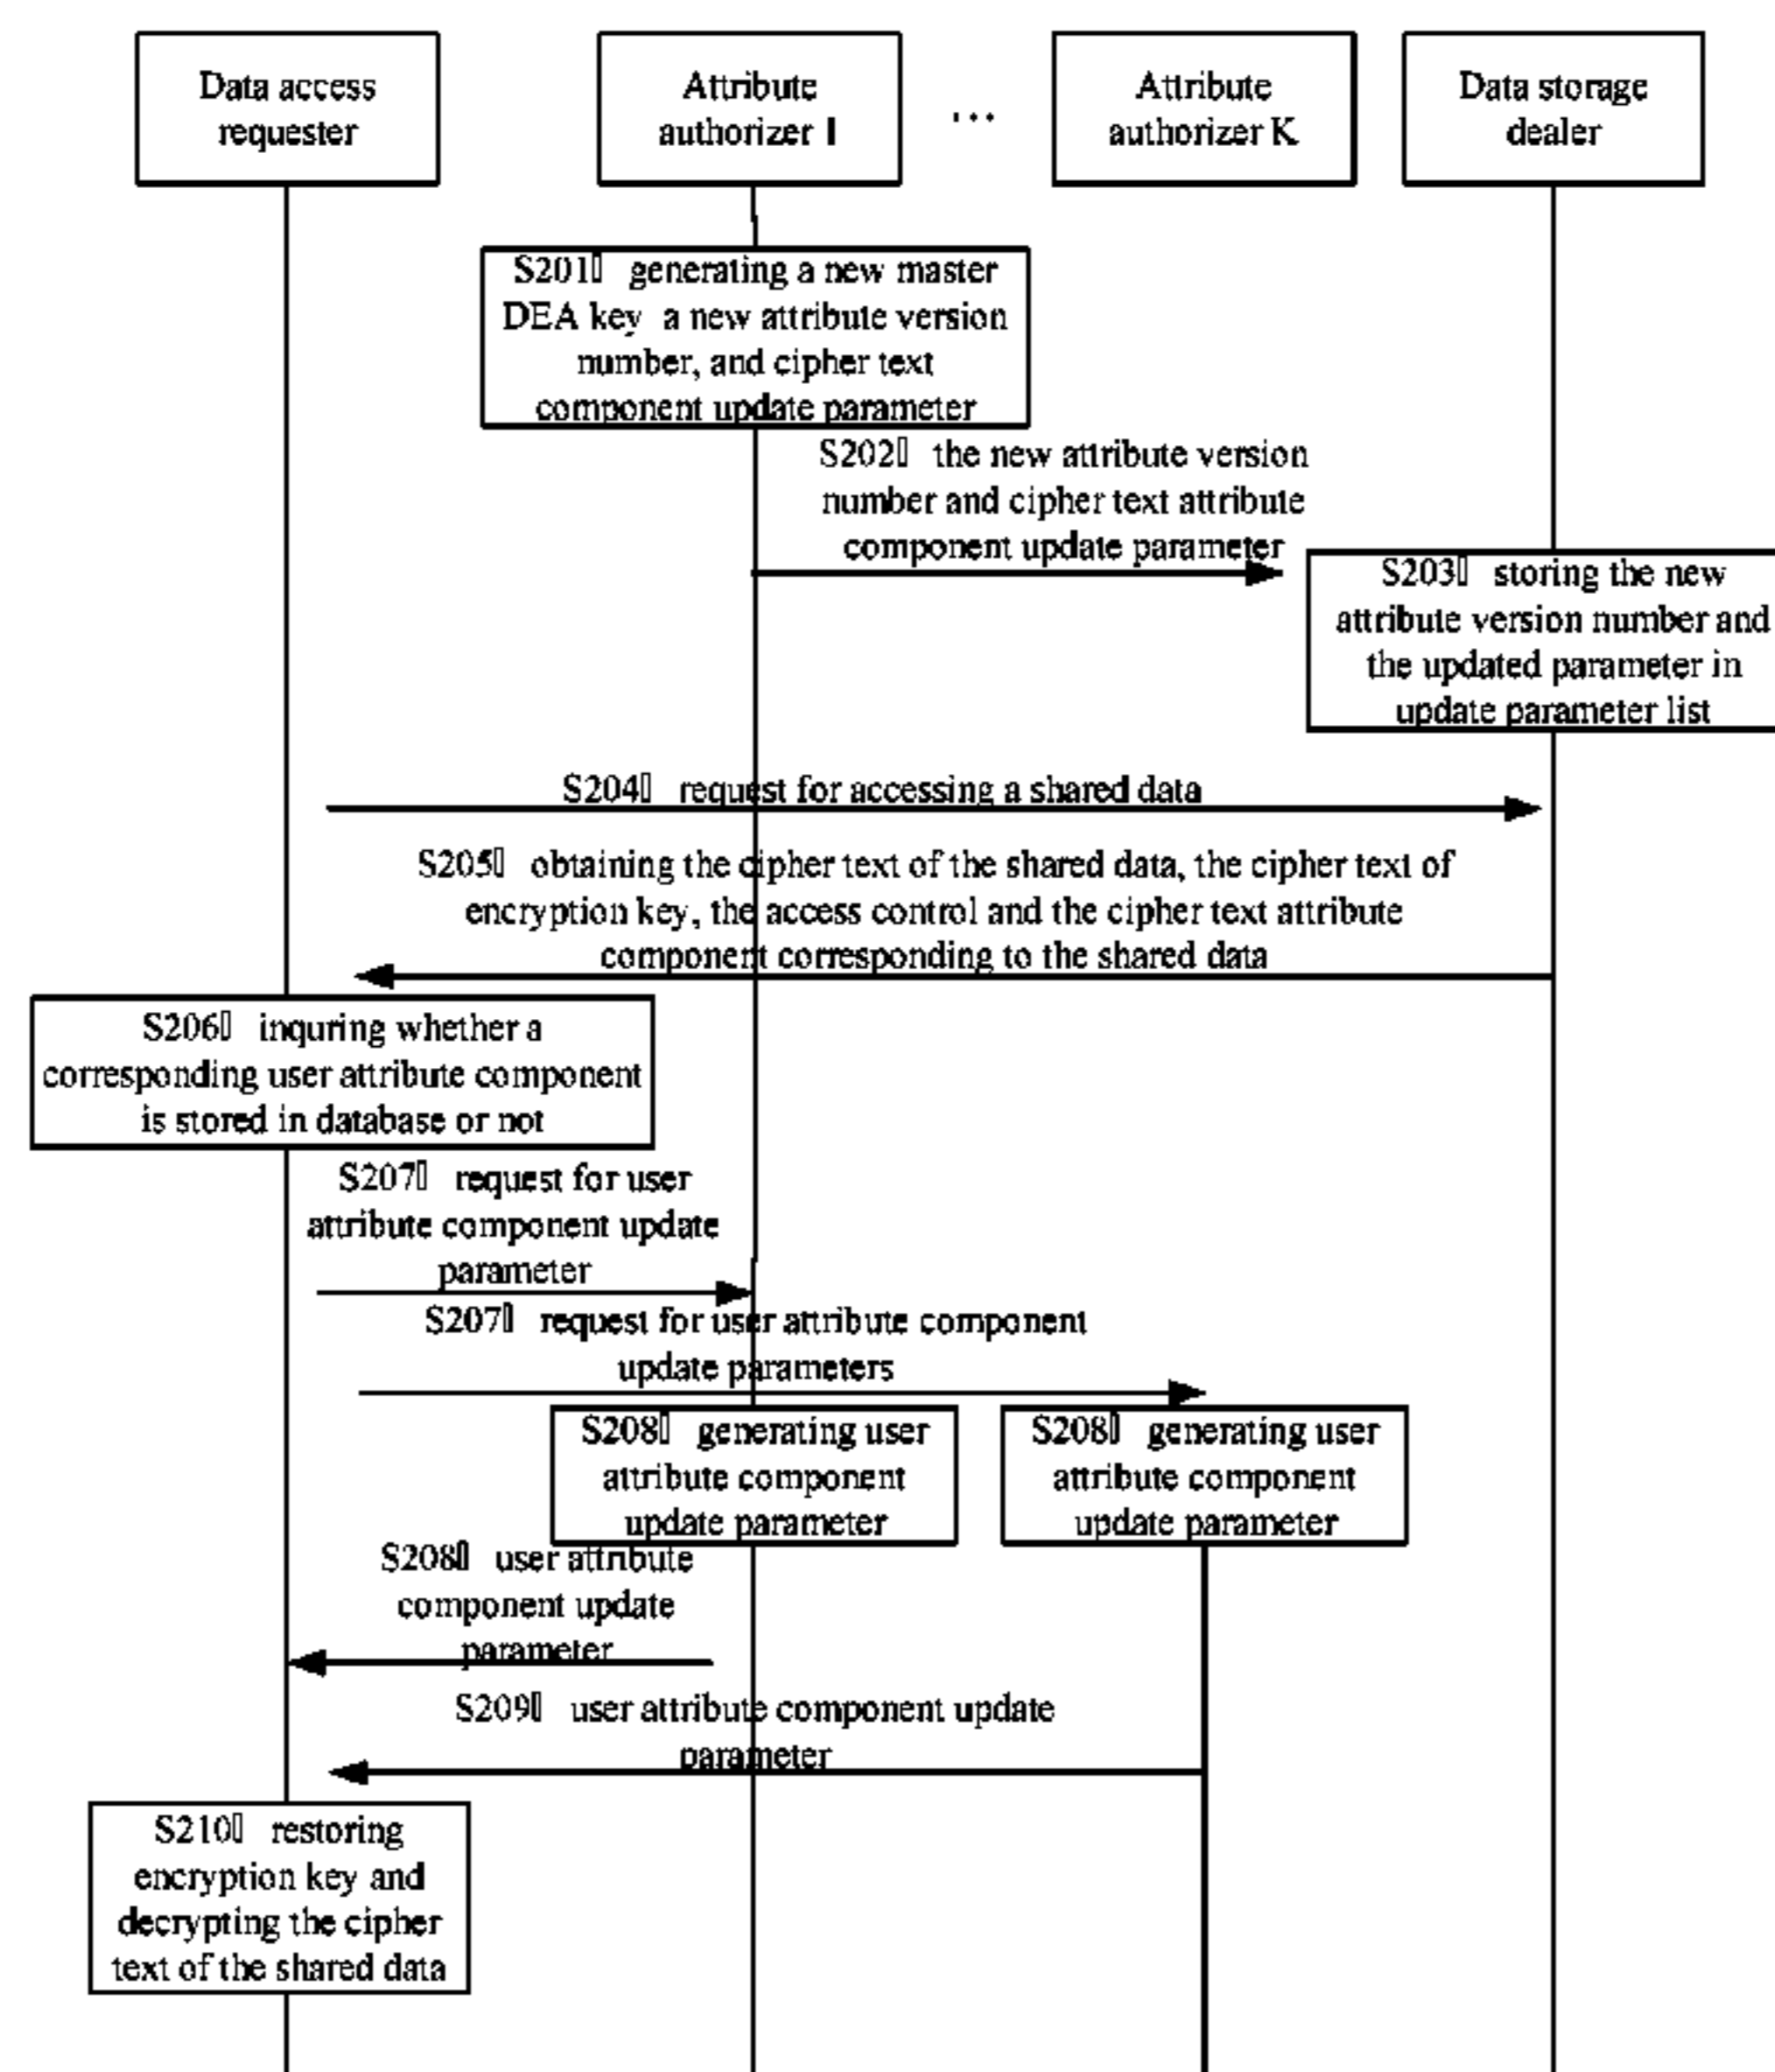 Data access
requester
Attribute
authorizer 1
...
Attribute
authorizer K
Data storage
dealer
S201 generating a new master
DEA key a new attribute version
number, and cipher text
component update parameter
S202 the new attribute version
number and cipher text attribute
component update parameter
S203 storing the new
attribute version number and
the updated parameter in
update parameter list
S204 request for accessing a shared data
S205 obtaining the cipher text of the shared data, the cipher text of
encryption key, the access control and the cipher text attribute
component corresponding to the shared data
S206 inquring whether a
corresponding user attribute component
is stored in database or not
S207 request for user
attribute component update
parameter
S207 request for user attribute component
update parameters
S208 generating user
attribute component
update parameter
S208 generating user
attribute component
update parameter
S208 user attribute
component update
parameter
S209 user attribute component update
parameter
S210 restoring
encryption key and
decrypting the cipher
text of the shared data